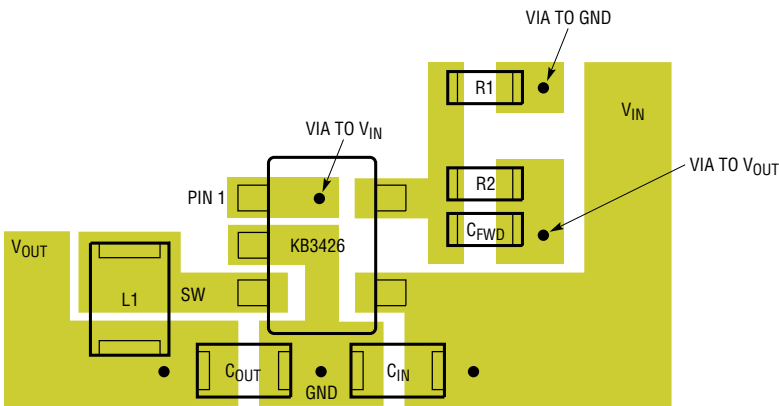 VIA TO GND
R1
VIN
VIA TO VIN
VIA TO VOUT
PIN 1
R2
CFWD
KB3426
VOUT
L1
SW
COUT
GND
CIN